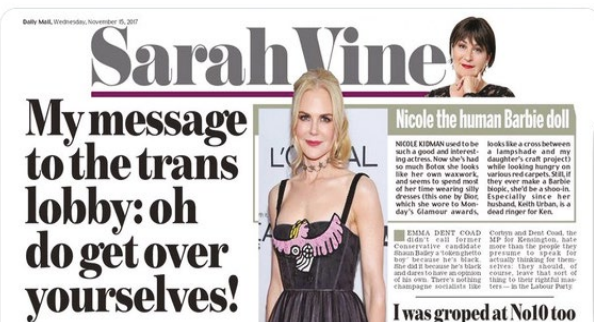 Daily Mail, Wednesday, November 15, 2017
Sarah Vine
My message
to the trans
lobby: oh
do get over
yourselves!
L'ORÉAL
Nicole the human Barbie doll
NICOLE KIDMAN used to be
such a good and interest-
ing actress. Now she's had
so much Botox she looks
like her own waxwork,
and seems to spend most
of her time wearing silly
dresses (this one by Dior,
which she wore to Mon-
day's Glamour awards,
looks like a cross between
a lampshade and my
daughter's craft project)
while looking hungry on
various red carpets. Still, if
they ever make a Barbie
biopic, she'd be a shoo-in.
Especially since her
husband, Keith Urban, is a
dead ringer for Ken.
EMMA DENT COAD
didn't call former
Conservative candidate
Shaun Bailey a 'token ghetto
boy' because he's black.
She did it because he's black
and dares to have an opinion
of his own. There's nothing
champagne socialists like
Corbyn and Dent Coad, the
MP for Kensington, hate
more than the people they
presume to speak for
actually thinking for them-
selves: they should, of
course, leave that sort of
thing to their rightful mas-
ters — in the Labour Party.
I was groped at No10 too